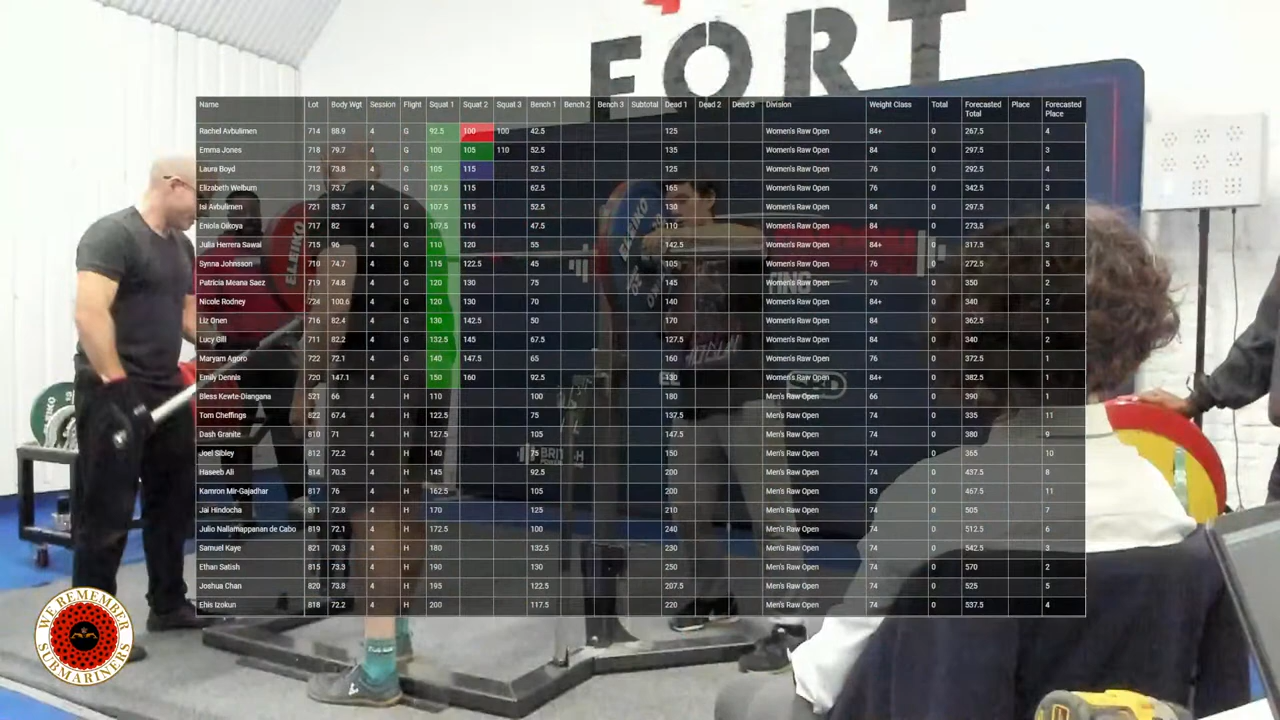 FORT
Name Lot Body Wgt Session Flight Squat 1 Squat 2 Squat 3 Bench 1 Bench 2 Bench 3 Subtotal Dead 1 Dead 2 Dead 3 Division Weight Class Total Forecasted Total Place Forecasted Place
Rachel Avbulimen 714 88.9 4 G 92.5 100 100 42.5 125 Women's Raw Open 84+ 0 267.5 4
Emma Jones 718 79.7 4 G 100 105 110 52.5 135 Women's Raw Open 84 0 297.5 3
Laura Boyd 712 73.8 4 G 105 115 52.5 125 Women's Raw Open 76 0 292.5 4
Elizabeth Welburn 713 73.7 4 G 107.5 115 62.5 165 Women's Raw Open 76 0 342.5 3
Isi Avbulimen 721 83.7 4 G 107.5 115 52.5 130 Women's Raw Open 84 0 297.5 4
Eniola Oikoya 717 82 4 G 107.5 116 47.5 110 Women's Raw Open 84 0 273.5 6
Julia Herrera Sawai 715 96 4 G 110 120 55 142.5 Women's Raw Open 84+ 0 317.5 3
Synna Johnsson 710 74.7 4 G 115 122.5 45 105 Women's Raw Open 76 0 272.5 5
Patricia Meana Saez 719 74.8 4 G 120 130 75 145 Women's Raw Open 76 0 350 2
Nicole Rodney 724 100.6 4 G 120 130 70 140 Women's Raw Open 84+ 0 340 2
Liz Onen 716 82.4 4 G 130 142.5 50 170 Women's Raw Open 84 0 362.5 1
Lucy Gill 711 82.2 4 G 132.5 145 67.5 127.5 Women's Raw Open 84 0 340 2
Maryam Agoro 722 72.1 4 G 140 147.5 65 160 Women's Raw Open 76 0 372.5 1
Emily Dennis 720 147.1 4 G 150 160 92.5 130 Women's Raw Open 84+ 0 382.5 1
Bless Kewte-Diangana 521 66 4 H 110 100 180 Men's Raw Open 66 0 390 1
Tom Cheffings 822 67.4 4 H 122.5 75 137.5 Men's Raw Open 74 0 335 11
Dash Granite 810 71 4 H 127.5 105 147.5 Men's Raw Open 74 0 380 9
Joel Sibley 812 72.2 4 H 140 75 150 Men's Raw Open 74 0 365 10
Haseeb Ali 814 70.5 4 H 145 92.5 200 Men's Raw Open 74 0 437.5 8
Kamron Mir-Gajadhar 817 76 4 H 162.5 105 200 Men's Raw Open 83 0 467.5 11
Jai Hindocha 811 72.8 4 H 170 125 210 Men's Raw Open 74 0 505 7
Julio Nallamappanan de Cabo 819 72.1 4 H 172.5 100 240 Men's Raw Open 74 0 512.5 6
Samuel Kaye 821 70.3 4 H 180 132.5 230 Men's Raw Open 74 0 542.5 3
Ethan Satish 815 73.3 4 H 190 130 250 Men's Raw Open 74 0 570 2
Joshua Chan 820 73.8 4 H 195 122.5 207.5 Men's Raw Open 74 0 525 5
Ehis Izokun 818 72.2 4 H 200 117.5 220 Men's Raw Open 74 0 537.5 4
ELEIKO
ELEIKO
ELEIKO
WE REMEMBER
SUBMARINERS